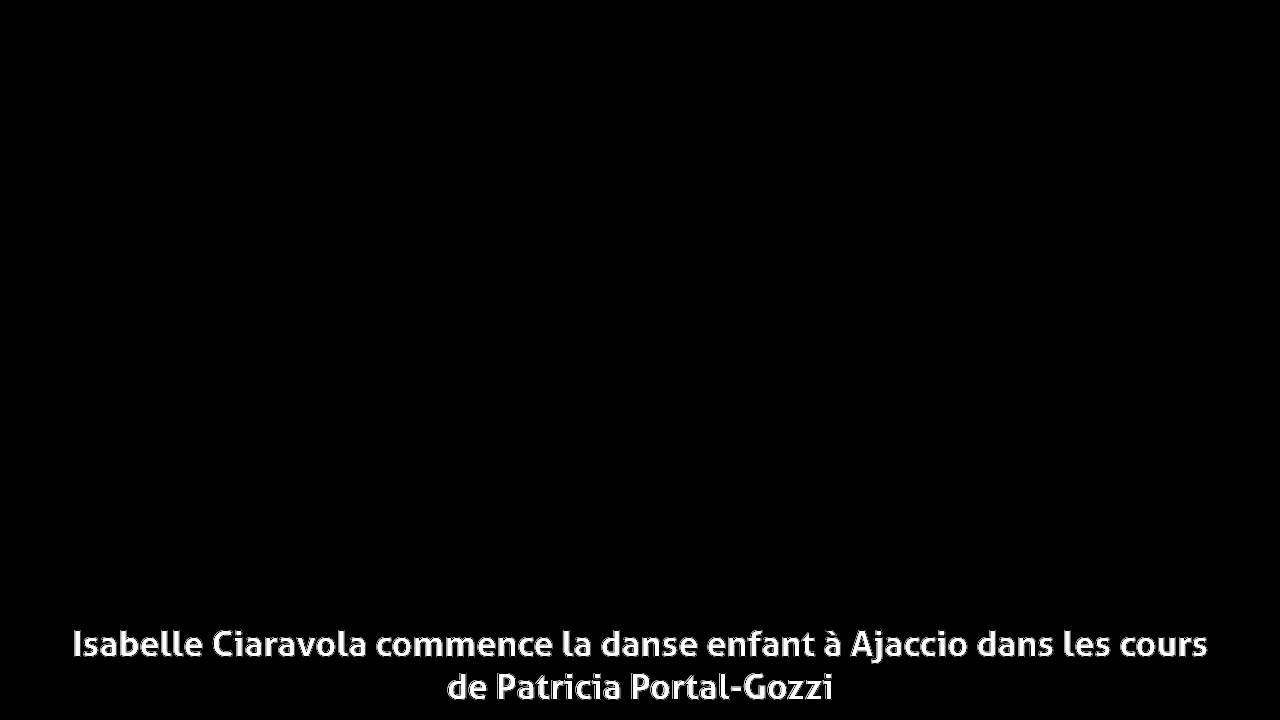 Isabelle Ciaravola commence la danse enfant à Ajaccio dans les cours
de Patricia Portal-Gozzi